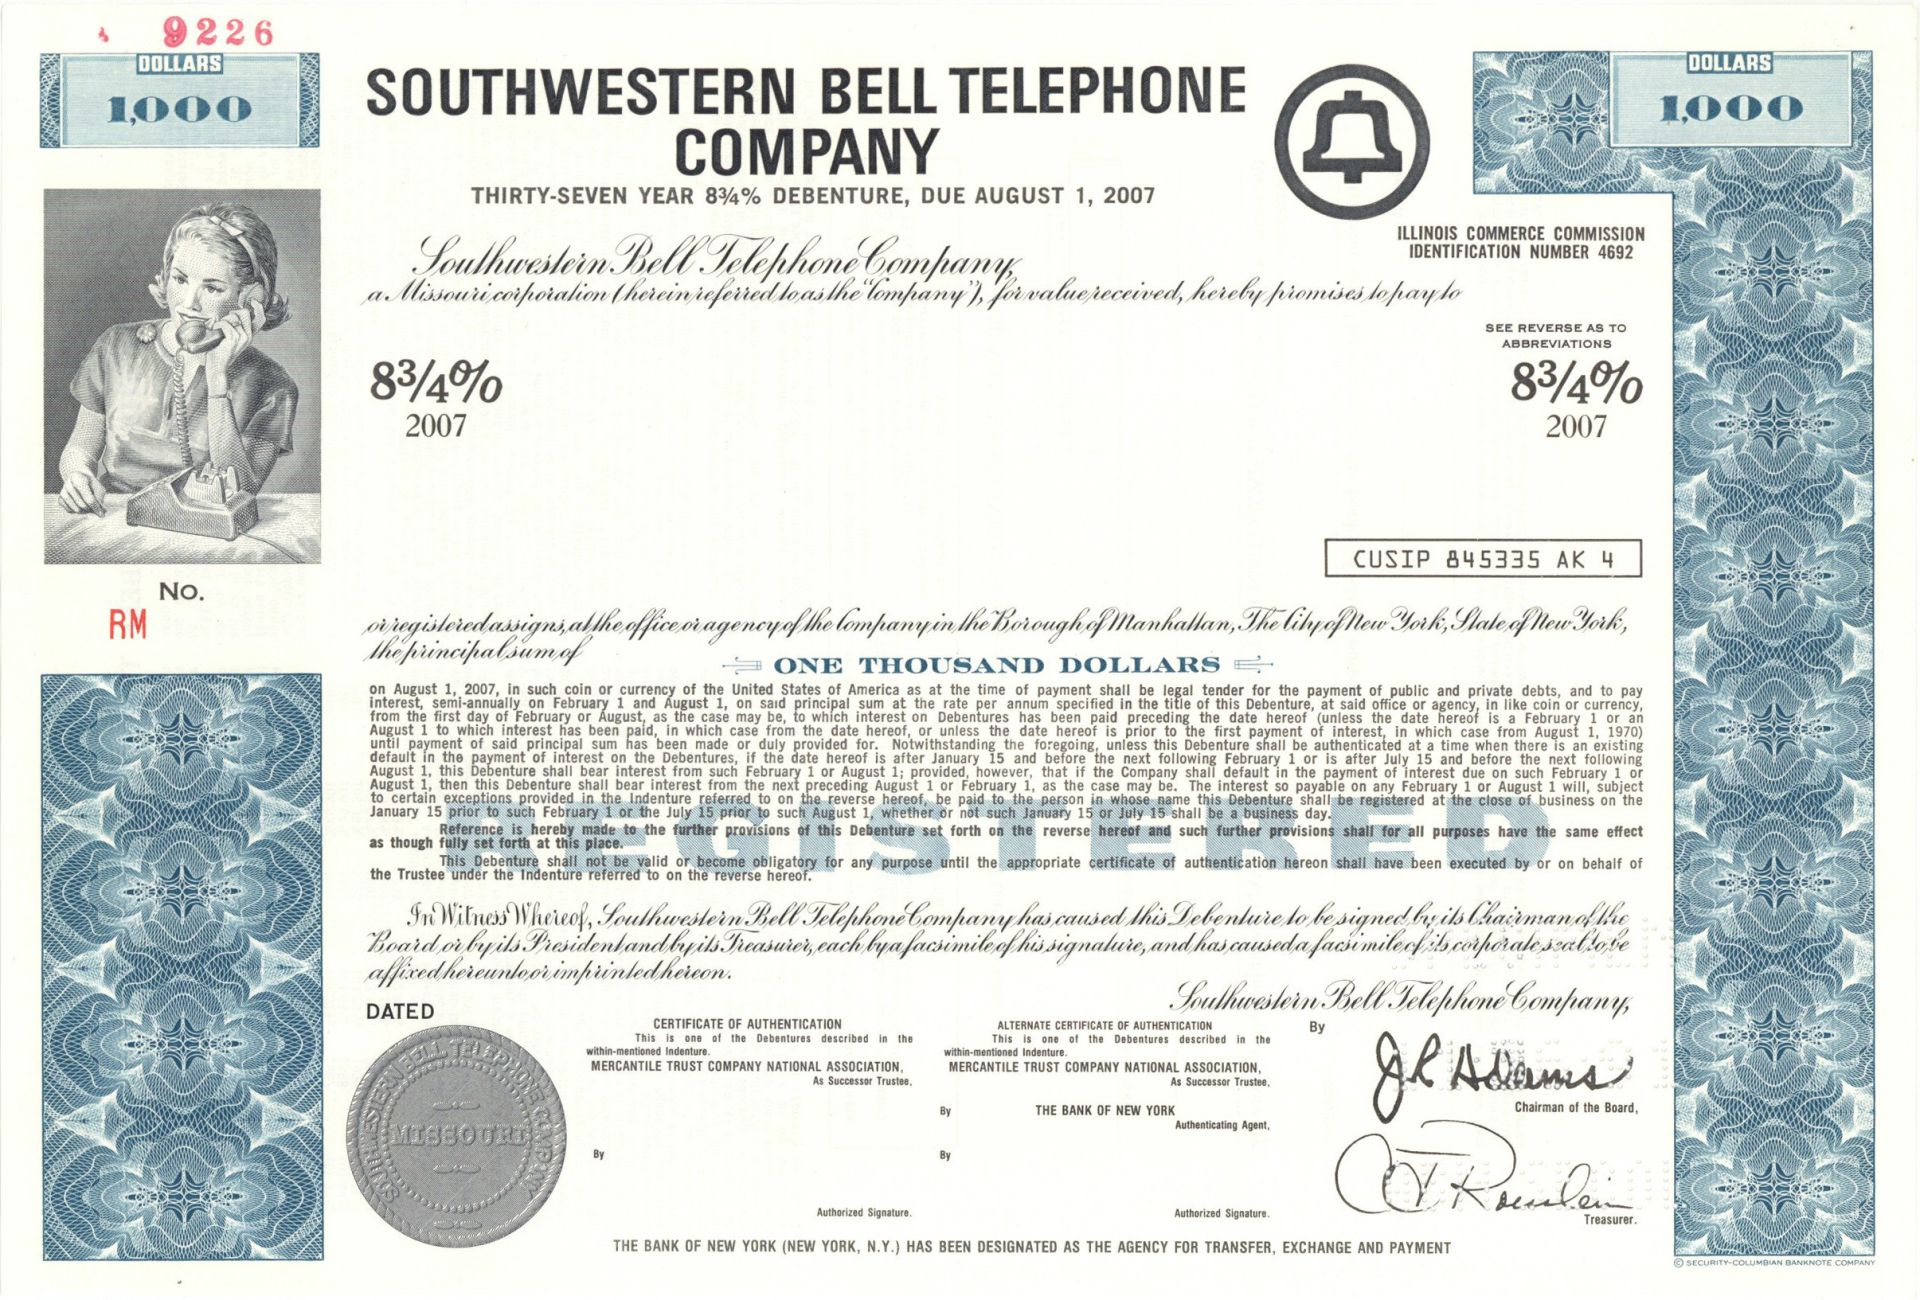 9226
DOLLARS
1,000
DOLLARS
1,000
SOUTHWESTERN BELL TELEPHONE
COMPANY
THIRTY-SEVEN YEAR 8¾% DEBENTURE, DUE AUGUST 1, 2007
ILLINOIS COMMERCE COMMISSION
IDENTIFICATION NUMBER 4692
Southwestern Bell Telephone Company,
a Missouri corporation (herein referred to as the "Company"), for value received, hereby promises to pay to
SEE REVERSE AS TO
ABBREVIATIONS
8¾%
2007
8¾%
2007
CUSIP 845335 AK 4
No.
RM
or registered assigns, at the office or agency of the Company in the Borough of Manhattan, The City of New York, State of New York,
the principal sum of
ONE THOUSAND DOLLARS
on August 1, 2007, in such coin or currency of the United States of America as at the time of payment shall be legal tender for the payment of public and private debts, and to pay
interest, semi-annually on February 1 and August 1, on said principal sum at the rate per annum specified in the title of this Debenture, at said office or agency, in like coin or currency,
from the first day of February or August, as the case may be, to which interest on Debentures has been paid preceding the date hereof (unless the date hereof is a February 1 or an
August 1 to which interest has been paid, in which case from the date hereof, or unless the date hereof is prior to the first payment of interest, in which case from August 1, 1970)
until payment of said principal sum has been made or duly provided for. Notwithstanding the foregoing, unless this Debenture shall be authenticated at a time when there is an existing
default in the payment of interest on the Debentures, if the date hereof is after January 15 and before the next following February 1 or is after July 15 and before the next following
August 1, this Debenture shall bear interest from such February 1 or August 1; provided, however, that if the Company shall default in the payment of interest due on such February 1 or
August 1, then this Debenture shall bear interest from the next preceding August 1 or February 1, as the case may be. The interest so payable on any February 1 or August 1 will, subject
to certain exceptions provided in the Indenture referred to on the reverse hereof, be paid to the person in whose name this Debenture shall be registered at the close of business on the
January 15 prior to such February 1 or the July 15 prior to such August 1, whether or not such January 15 or July 15 shall be a business day.
REGISTERED
Reference is hereby made to the further provisions of this Debenture set forth on the reverse hereof and such further provisions shall for all purposes have the same effect
as though fully set forth at this place.
This Debenture shall not be valid or become obligatory for any purpose until the appropriate certificate of authentication hereon shall have been executed by or on behalf of
the Trustee under the Indenture referred to on the reverse hereof.
In Witness Whereof, Southwestern Bell Telephone Company has caused this Debenture to be signed by its Chairman of the
Board or by its President and by its Treasurer, each by a facsimile of his signature, and has caused a facsimile of its corporate seal to be
affixed hereunto or imprinted hereon.
DATED
Southwestern Bell Telephone Company,
SOUTHWESTERN BELL TELEPHONE COMPANY
MISSOURI
CERTIFICATE OF AUTHENTICATION
This is one of the Debentures described in the
within-mentioned Indenture.
MERCANTILE TRUST COMPANY NATIONAL ASSOCIATION,
As Successor Trustee,
By
Authorized Signature.
ALTERNATE CERTIFICATE OF AUTHENTICATION
This is one of the Debentures described in the
within-mentioned Indenture.
MERCANTILE TRUST COMPANY NATIONAL ASSOCIATION,
As Successor Trustee,
By THE BANK OF NEW YORK
Authenticating Agent,
By
Authorized Signature.
By
J R Adams
Chairman of the Board,
Treasurer.
THE BANK OF NEW YORK (NEW YORK, N.Y.) HAS BEEN DESIGNATED AS THE AGENCY FOR TRANSFER, EXCHANGE AND PAYMENT
© SECURITY-COLUMBIAN BANKNOTE COMPANY